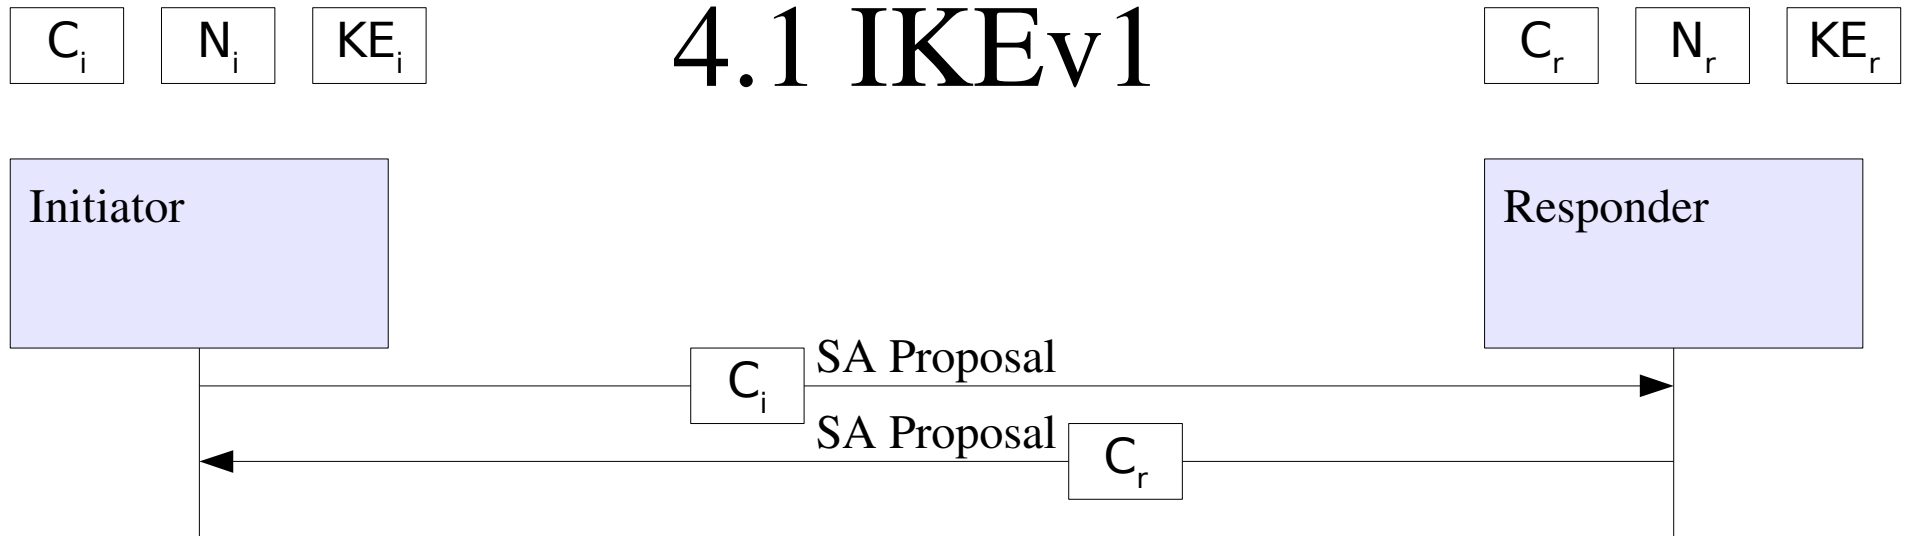 C_i N_i KE_i 4.1 IKEv1 C_r N_r KE_r
Initiator Responder
SA Proposal
C_i
SA Proposal
C_r